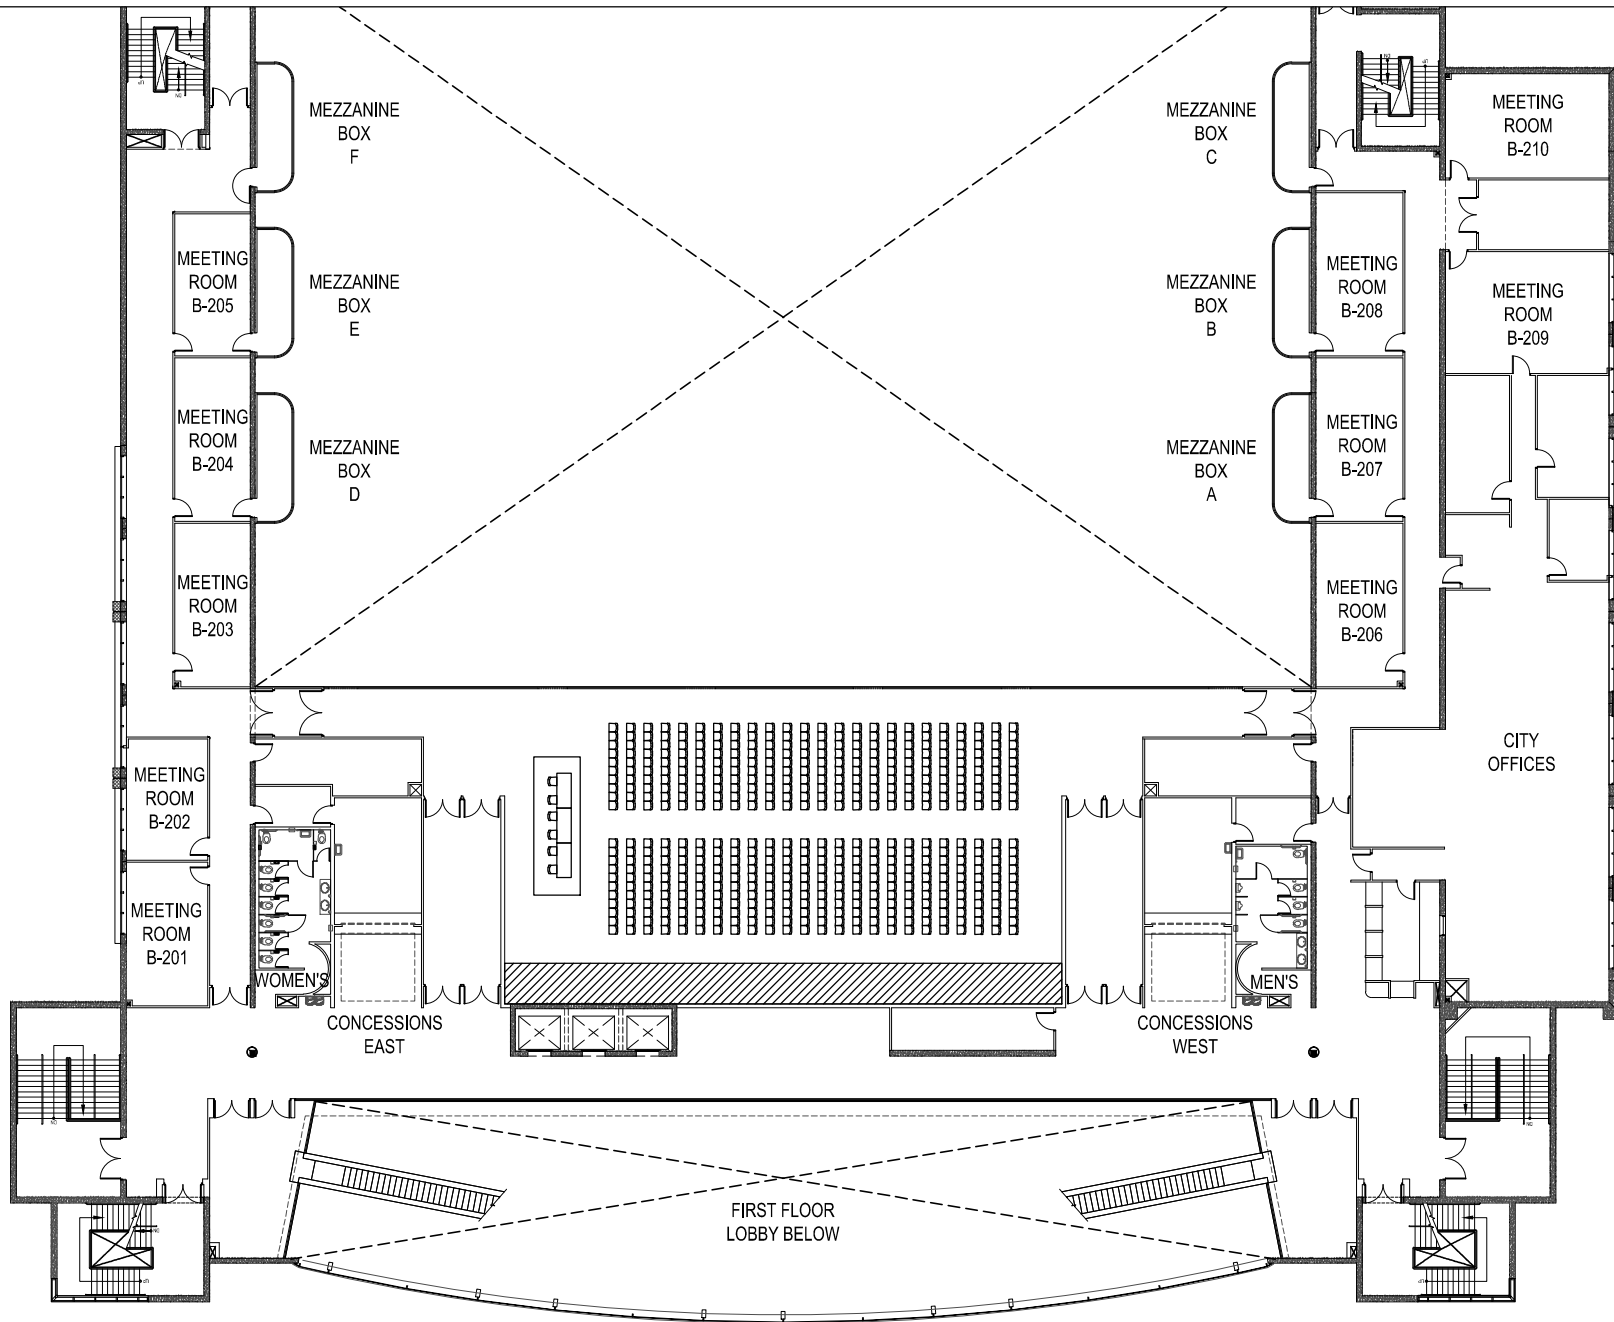 MEZZANINE
BOX
F
MEZZANINE
BOX
C
MEETING
ROOM
B-210
MEETING
ROOM
B-205
MEZZANINE
BOX
E
MEZZANINE
BOX
B
MEETING
ROOM
B-208
MEETING
ROOM
B-209
MEETING
ROOM
B-204
MEZZANINE
BOX
D
MEZZANINE
BOX
A
MEETING
ROOM
B-207
MEETING
ROOM
B-203
MEETING
ROOM
B-206
MEETING
ROOM
B-202
CITY
OFFICES
MEETING
ROOM
B-201
WOMEN'S
MEN'S
CONCESSIONS
EAST
CONCESSIONS
WEST
FIRST FLOOR
LOBBY BELOW